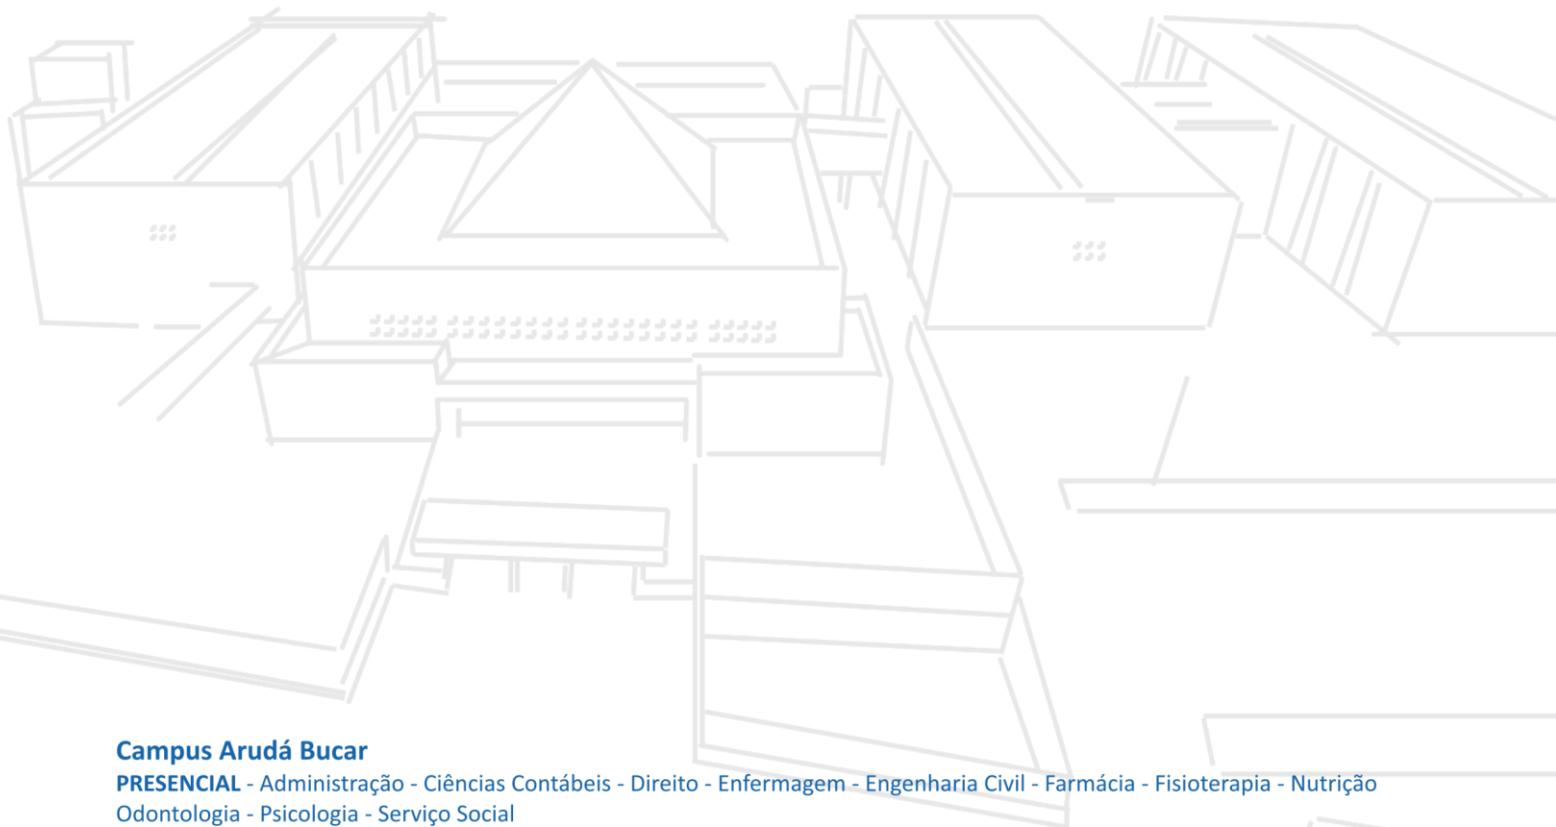 Campus Arudá Bucar
PRESENCIAL - Administração - Ciências Contábeis - Direito - Enfermagem - Engenharia Civil - Farmácia - Fisioterapia - Nutrição
Odontologia - Psicologia - Serviço Social